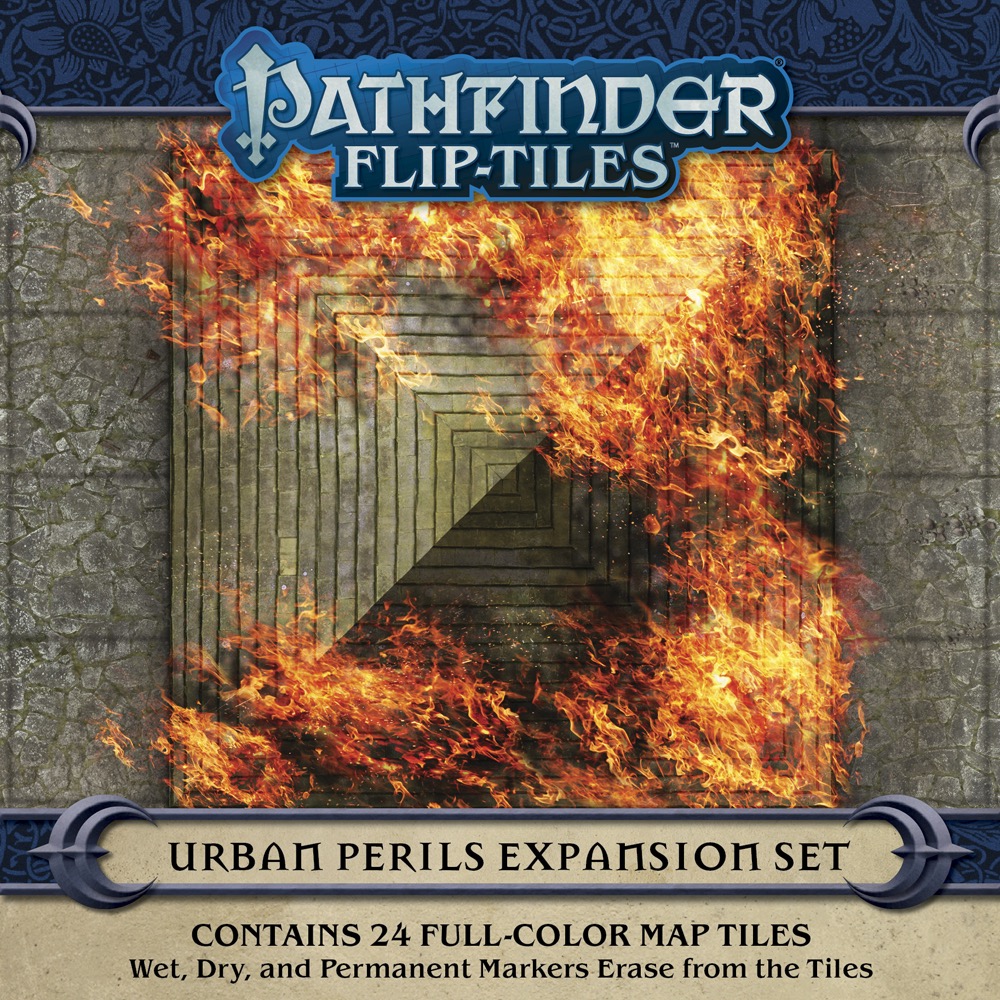 PATHFINDER®
FLIP-TILES™
URBAN PERILS EXPANSION SET
CONTAINS 24 FULL-COLOR MAP TILES
Wet, Dry, and Permanent Markers Erase from the Tiles